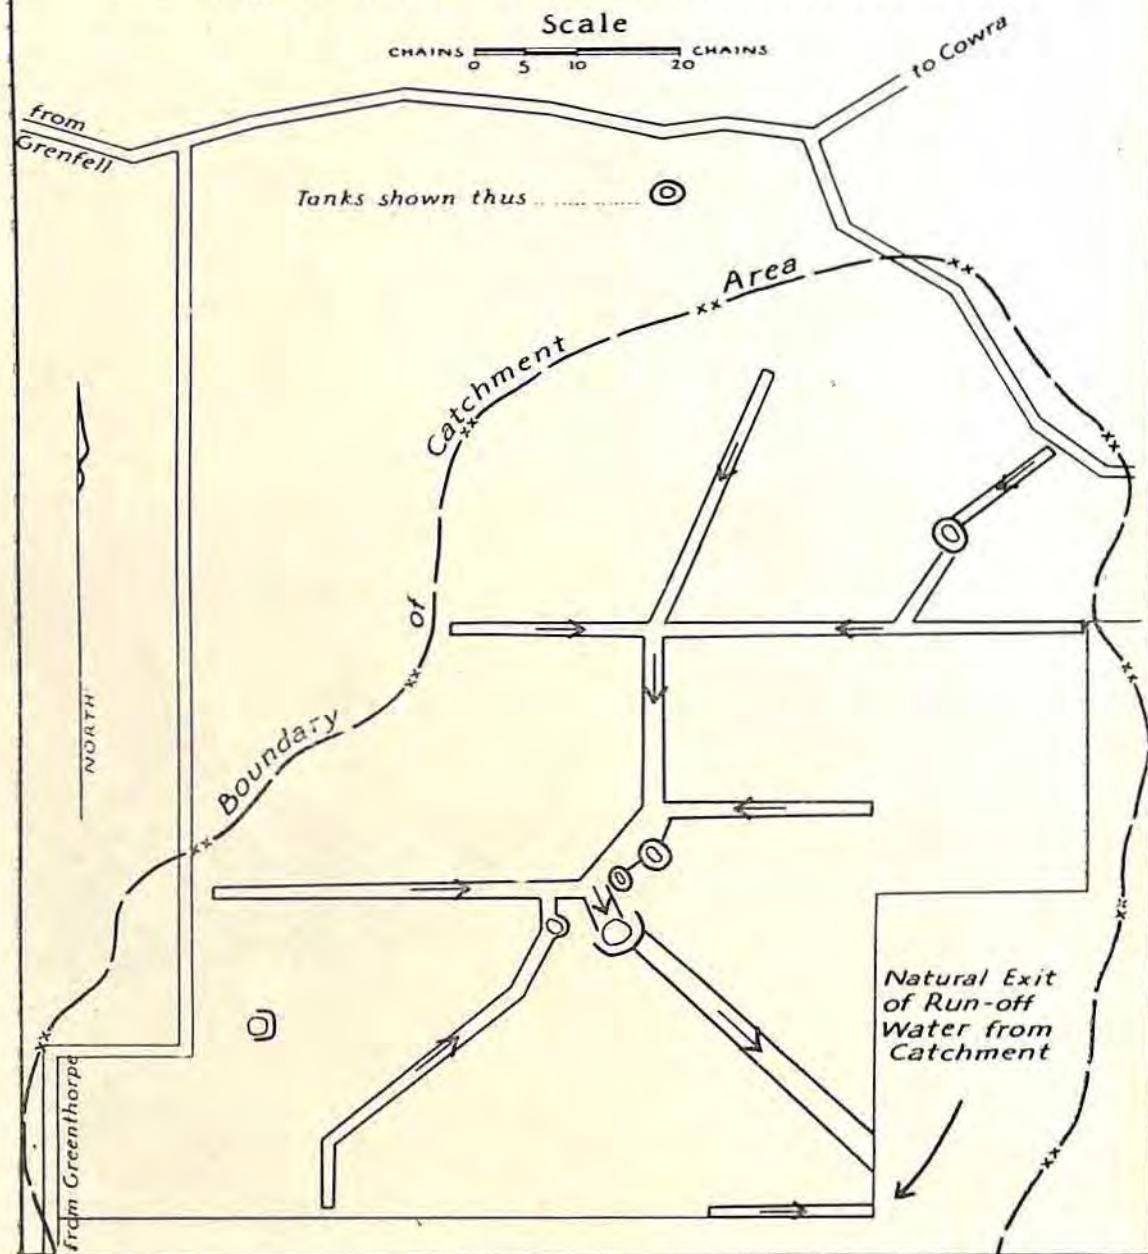 Scale
CHAINS CHAINS
0 5 10 20
to Cowra
from
Grenfell
Tanks shown thus ..................
Boundary of Catchment Area
NORTH
Natural Exit
of Run-off
Water from
Catchment
From Greenthorpe